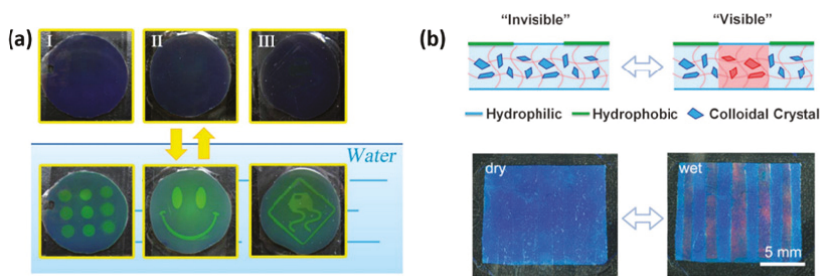 (a)
I
II
III
Water
(b)
"Invisible"
"Visible"
Hydrophilic
Hydrophobic
Colloidal Crystal
dry
wet
5 mm